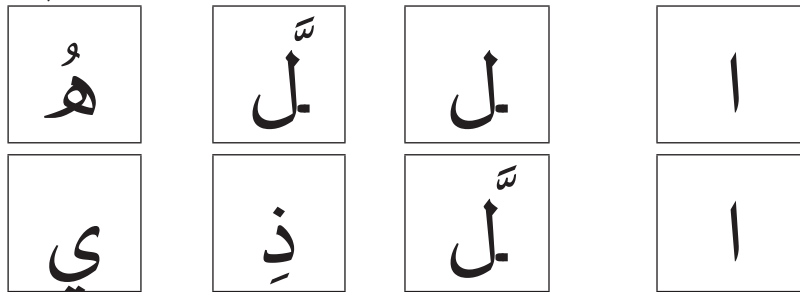 ا ل لَّ هُ
ا لَّ ذِ ي